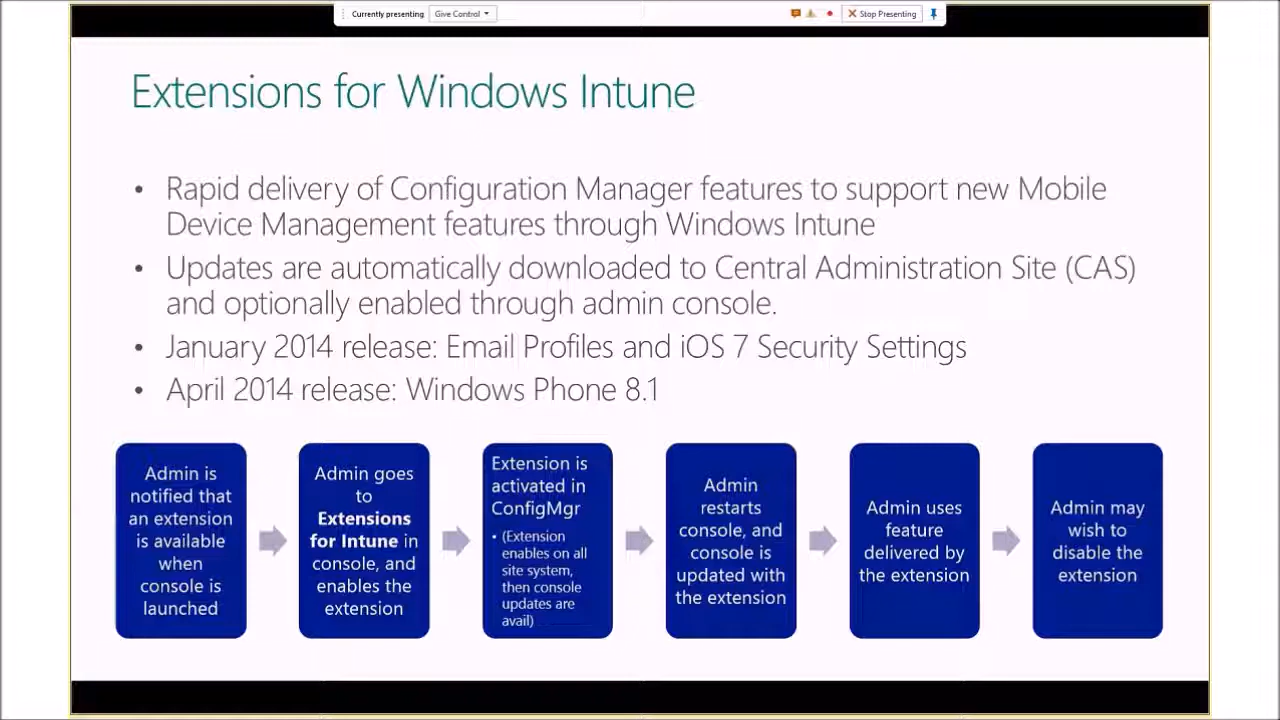 Currently presenting
Give Control
Stop Presenting
Extensions for Windows Intune
• Rapid delivery of Configuration Manager features to support new Mobile
Device Management features through Windows Intune
• Updates are automatically downloaded to Central Administration Site (CAS)
and optionally enabled through admin console.
• January 2014 release: Email Profiles and iOS 7 Security Settings
• April 2014 release: Windows Phone 8.1
Admin is
notified that
an extension
is available
when
console is
launched
Admin goes
to
Extensions
for Intune in
console, and
enables the
extension
Extension is
activated in
ConfigMgr
• (Extension
enables on all
site system,
then console
updates are
avail)
Admin
restarts
console, and
console is
updated with
the extension
Admin uses
feature
delivered by
the extension
Admin may
wish to
disable the
extension